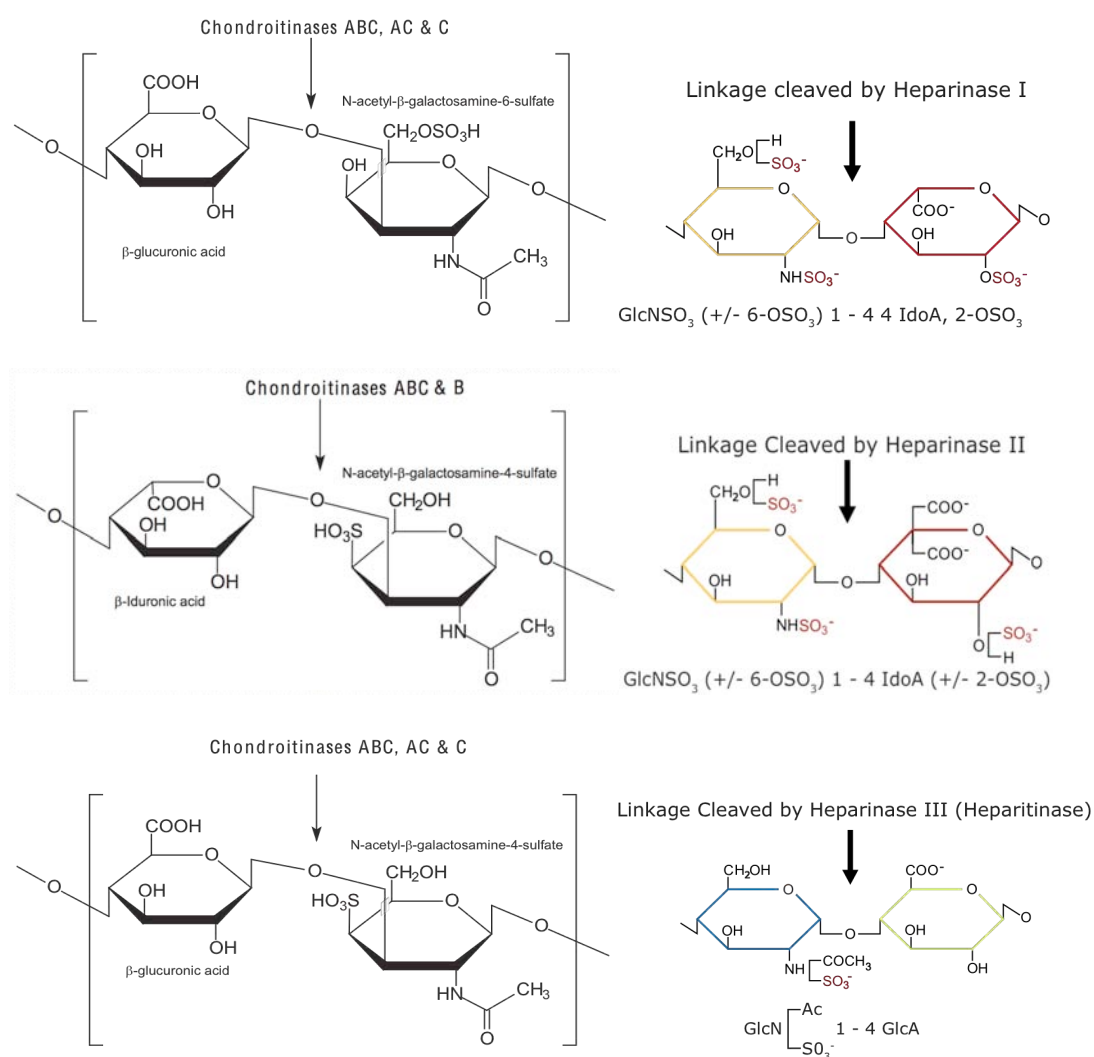 Chondroitinases ABC, AC & C
COOH
O
O
OH
OH
O
N-acetyl-β-galactosamine-6-sulfate
CH₂OSO₃H
OH
O
O
HN
CH₃
O
β-glucuronic acid
Linkage cleaved by Heparinase I
CH₂O
H
SO₃⁻
O
OH
NHSO₃⁻
O
O
COO⁻
OH
OSO₃⁻
O
GlcNSO₃ (+/- 6-OSO₃) 1 - 4 4 IdoA, 2-OSO₃
Chondroitinases ABC & B
O
O
COOH
OH
OH
O
N-acetyl-β-galactosamine-4-sulfate
CH₂OH
HO₃S
O
O
HN
CH₃
O
β-Iduronic acid
Linkage Cleaved by Heparinase II
CH₂O
H
SO₃⁻
O
OH
NHSO₃⁻
O
COO⁻
O
COO⁻
OH
O
O
SO₃⁻
H
GlcNSO₃ (+/- 6-OSO₃) 1 - 4 IdoA (+/- 2-OSO₃)
Chondroitinases ABC, AC & C
COOH
O
O
OH
OH
O
N-acetyl-β-galactosamine-4-sulfate
CH₂OH
HO₃S
O
O
HN
CH₃
O
β-glucuronic acid
Linkage Cleaved by Heparinase III (Heparitinase)
CH₂OH
O
OH
NH
COCH₃
SO₃⁻
O
COO⁻
O
OH
OH
O
Ac
GlcN 1 - 4 GlcA
S0₃⁻